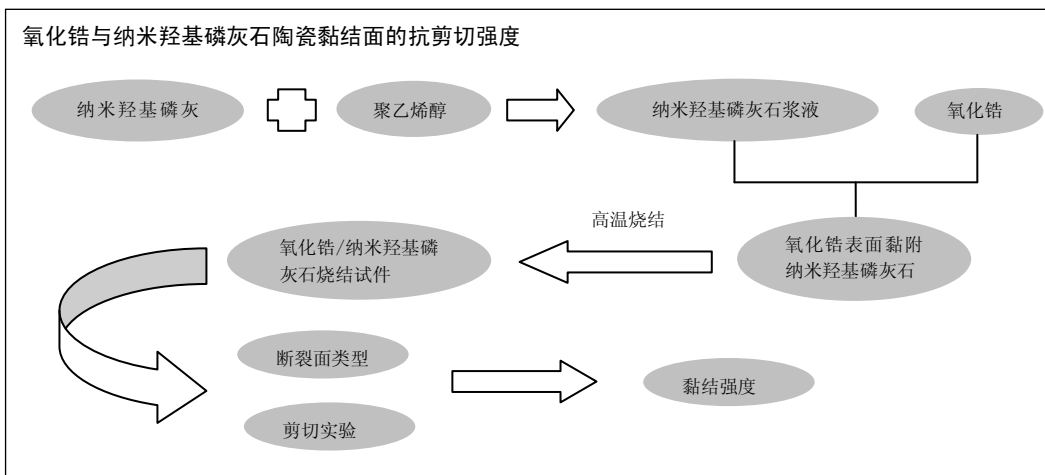 氧化锆与纳米羟基磷灰石陶瓷黏结面的抗剪切强度
纳米羟基磷灰
聚乙烯醇
纳米羟基磷灰石浆液
氧化锆
高温烧结
氧化锆表面黏附
纳米羟基磷灰石
氧化锆/纳米羟基磷
灰石烧结试件
断裂面类型
剪切实验
黏结强度